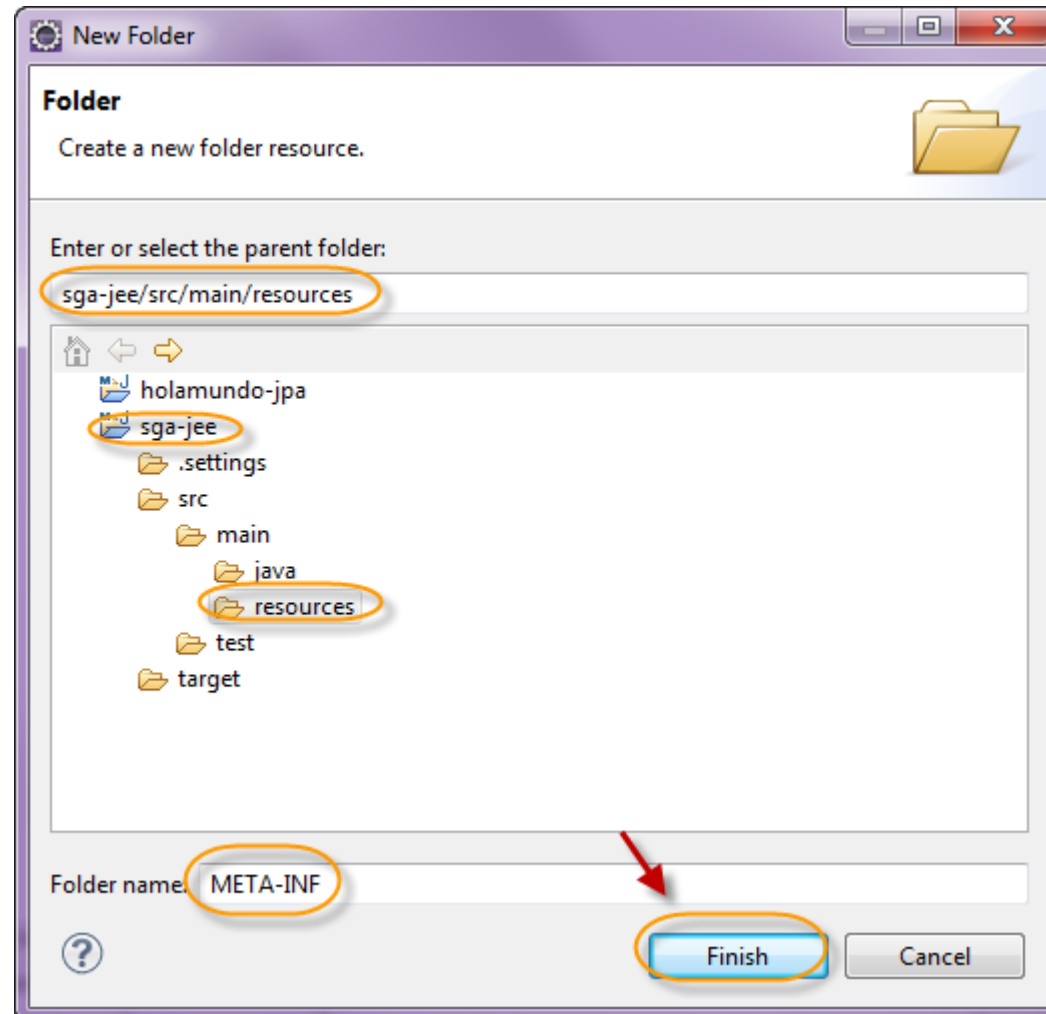 New Folder
Folder
Create a new folder resource.
Enter or select the parent folder:
sga-jee/src/main/resources
holamundo-jpa
sga-jee
.settings
src
main
java
resources
test
target
Folder name: META-INF
Finish Cancel